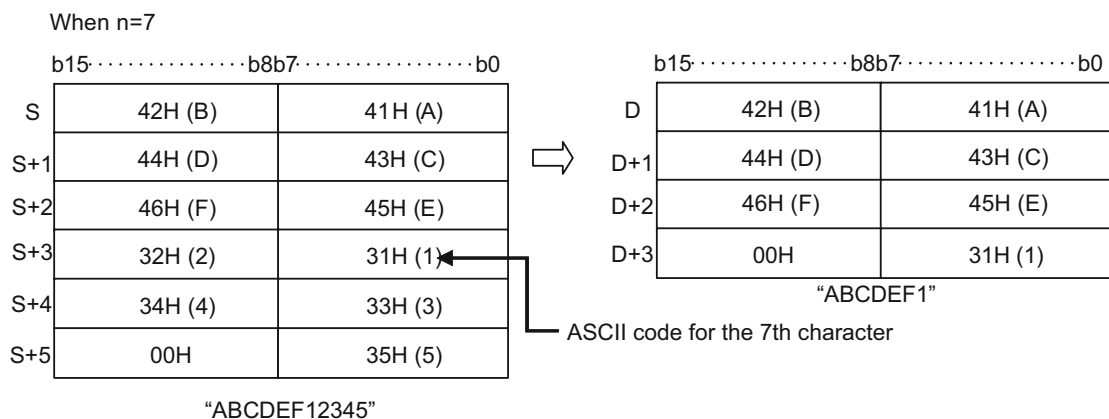 When n=7
b15··············b8b7··················b0
S 42H (B) 41H (A)
S+1 44H (D) 43H (C)
S+2 46H (F) 45H (E)
S+3 32H (2) 31H (1)
S+4 34H (4) 33H (3)
S+5 00H 35H (5)
“ABCDEF12345”
b15··············b8b7··················b0
D 42H (B) 41H (A)
D+1 44H (D) 43H (C)
D+2 46H (F) 45H (E)
D+3 00H 31H (1)
“ABCDEF1”
ASCII code for the 7th character